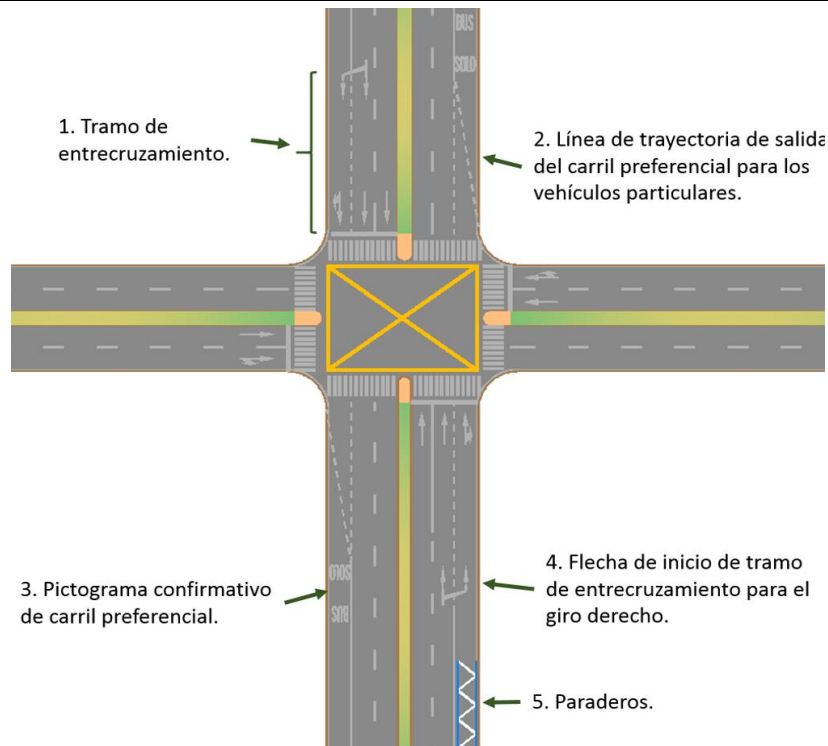 BUS
SOLO
1. Tramo de
entrecruzamiento.
2. Línea de trayectoria de salida
del carril preferencial para los
vehículos particulares.
3. Pictograma confirmativo
de carril preferencial.
SOLO
BUS
4. Flecha de inicio de tramo
de entrecruzamiento para el
giro derecho.
5. Paraderos.